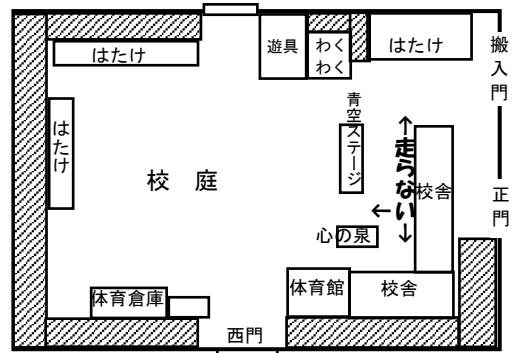 はたけ
遊具
わく
わく
はたけ
搬入門
青空ステージ
はたけ
校庭
↑走らない↓
←
校舎
正門
心の泉
体育倉庫
体育館
校舎
西門